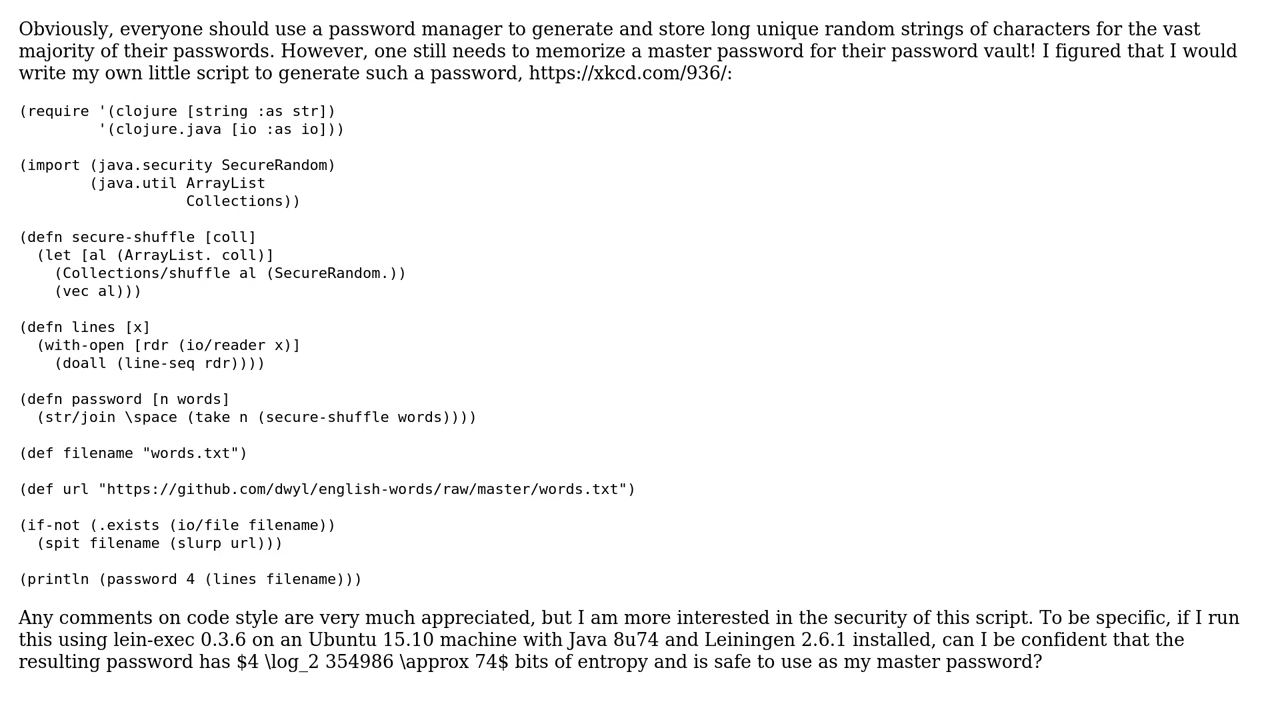 Obviously, everyone should use a password manager to generate and store long unique random strings of characters for the vast
majority of their passwords. However, one still needs to memorize a master password for their password vault! I figured that I would
write my own little script to generate such a password, https://xkcd.com/936/:
(require '(clojure [string :as str])
         '(clojure.java [io :as io]))
(import (java.security SecureRandom)
        (java.util ArrayList
                   Collections))
(defn secure-shuffle [coll]
  (let [al (ArrayList. coll)]
    (Collections/shuffle al (SecureRandom.))
    (vec al)))
(defn lines [x]
  (with-open [rdr (io/reader x)]
    (doall (line-seq rdr))))
(defn password [n words]
  (str/join \space (take n (secure-shuffle words))))
(def filename "words.txt")
(def url "https://github.com/dwyl/english-words/raw/master/words.txt")
(if-not (.exists (io/file filename))
  (spit filename (slurp url)))
(println (password 4 (lines filename)))
Any comments on code style are very much appreciated, but I am more interested in the security of this script. To be specific, if I run
this using lein-exec 0.3.6 on an Ubuntu 15.10 machine with Java 8u74 and Leiningen 2.6.1 installed, can I be confident that the
resulting password has $4 \log_2 354986 \approx 74$ bits of entropy and is safe to use as my master password?